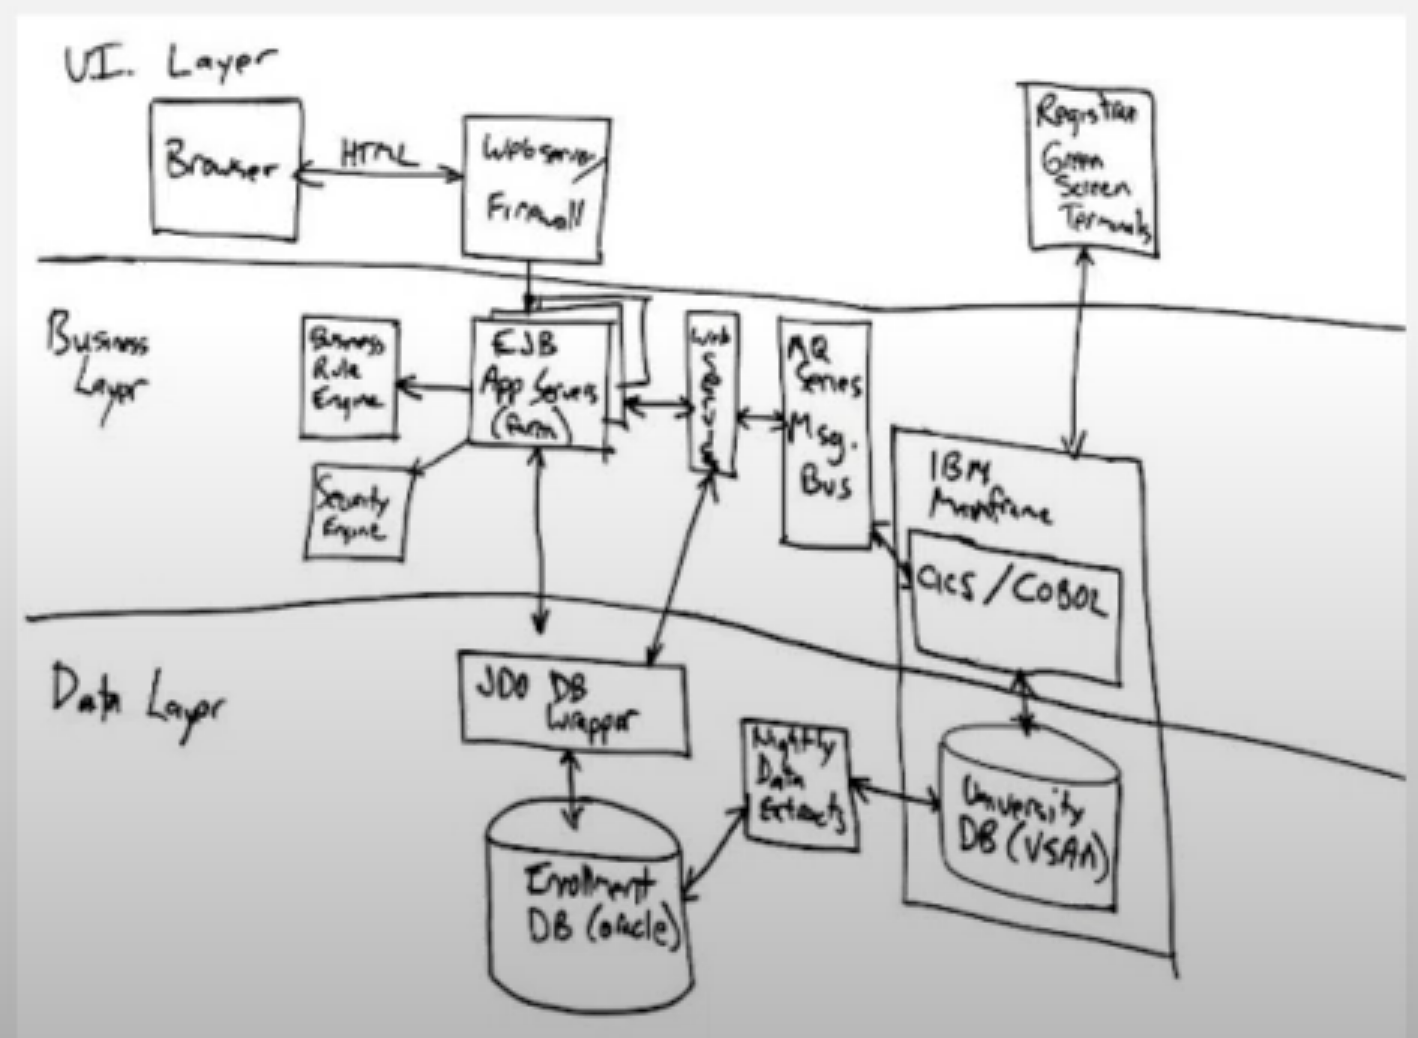 UI. Layer
Browser
HTML
Webserver/
Firewall
Registrar
Green
Screen
Terminals
Business
Layer
Business
Rule
Engine
EJB
App Servers
(farm)
Web
Services
MQ
Series
Msg.
Bus
Security
Engine
IBM
Mainframe
CICS / COBOL
Data Layer
JDO DB
Wrapper
Nightly
Data
Extracts
University
DB (VSAM)
Enrollment
DB (oracle)